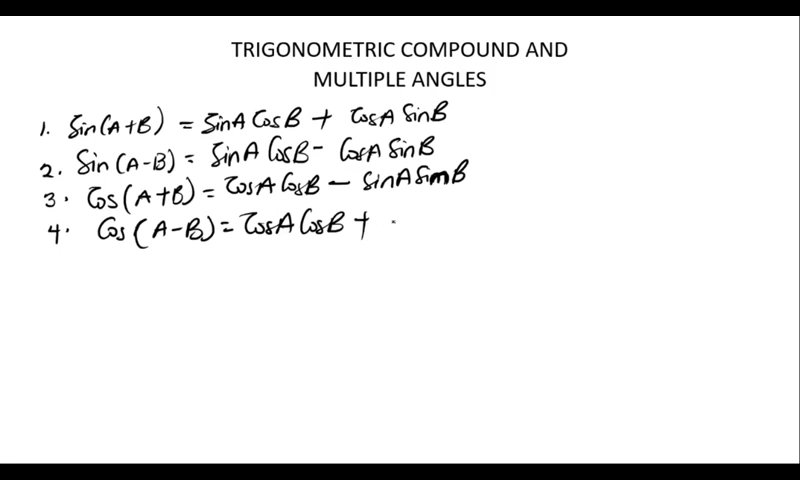 TRIGONOMETRIC COMPOUND AND
MULTIPLE ANGLES
1. Sin(A+B) = SinA CosB + CosA SinB
2. Sin(A-B) = SinA CosB - CosA SinB
3. Cos(A+B) = CosA CosB - SinA SinB
4. Cos(A-B) = CosA CosB +